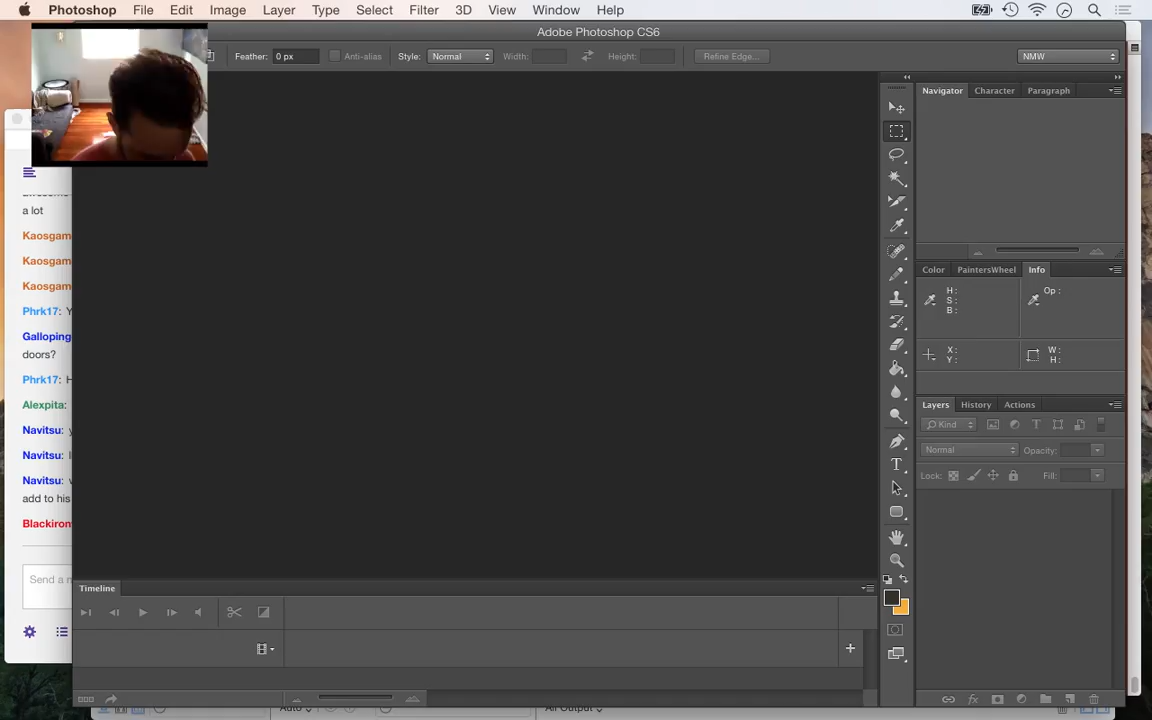 Photoshop File Edit Image Layer Type Select Filter 3D View Window Help
Adobe Photoshop CS6
Feather: 0 px Anti-alias Style: Normal Width: Height: Refine Edge... NMW
Navigator Character Paragraph
a lot
Kaosgam
Kaosgam
Kaosgam
Phrk17: Y
Galloping
doors?
Phrk17: H
Alexpita:
Navitsu: y
Navitsu: I
Navitsu: w
add to his
Blackiron
Send a m
Color PaintersWheel Info
H:
S:
B:
Op:
X:
Y:
W:
H:
Layers History Actions
Kind
Normal Opacity:
Lock: Fill:
Timeline
Auto All Output